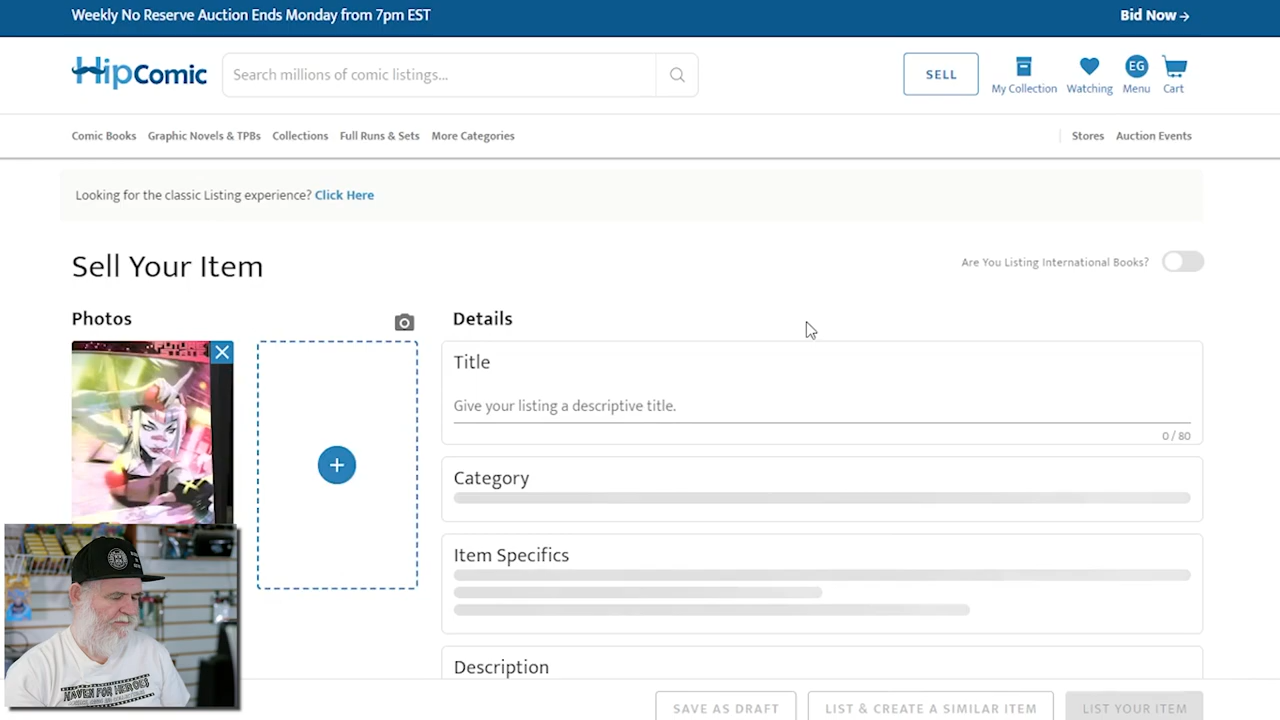 Weekly No Reserve Auction Ends Monday from 7pm EST
Bid Now →
HipComic
Search millions of comic listings...
SELL
EG
My Collection
Watching
Menu
Cart
Comic Books
Graphic Novels & TPBs
Collections
Full Runs & Sets
More Categories
Stores
Auction Events
Looking for the classic Listing experience? Click Here
Sell Your Item
Are You Listing International Books?
Photos
Details
Title
Give your listing a descriptive title.
0 / 80
Category
Item Specifics
Description
HAVEN FOR HEROES
SAVE AS DRAFT
LIST & CREATE A SIMILAR ITEM
LIST YOUR ITEM